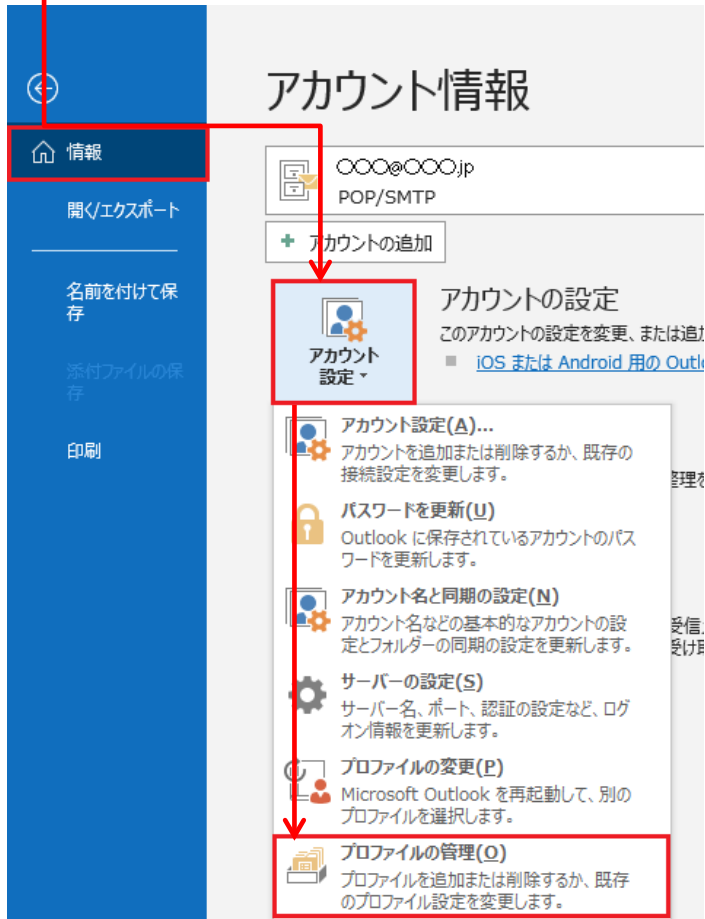 アカウント情報
情報
開く/エクスポート
名前を付けて保
存
添付ファイルの保
存
印刷
〇〇〇@〇〇〇.jp
POP/SMTP
アカウントの追加
アカウント
設定
アカウントの設定
このアカウントの設定を変更、または追加
iOS または Android 用の Outlo
アカウント設定(A)...
アカウントを追加または削除するか、既存の
接続設定を変更します。
整理を
パスワードを更新(U)
Outlook に保存されているアカウントのパス
ワードを更新します。
アカウント名と同期の設定(N)
アカウント名などの基本的なアカウントの設
定とフォルダーの同期の設定を更新します。
受信
受け取
サーバーの設定(S)
サーバー名、ポート、認証の設定など、ログ
オン情報を更新します。
プロファイルの変更(P)
Microsoft Outlook を再起動して、別の
プロファイルを選択します。
プロファイルの管理(O)
プロファイルを追加または削除するか、既存
のプロファイル設定を変更します。